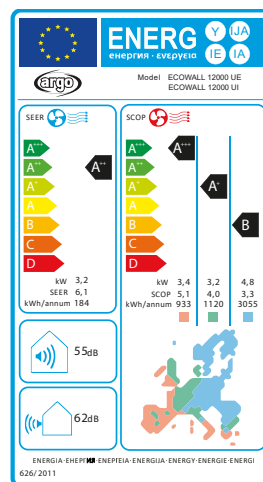 ENERG Y IJA
енергия · ενεργεια IE IA
argo
Model ECOWALL 12000 UE
ECOWALL 12000 UI
SEER
SCOP
A+++
A++
A+
A
B
C
D
A++
A+++
A++
A+
A
B
C
D
A+++
A+
B
kW 3,2
SEER 6,1
kWh/annum 184
kW 3,4 3,2 4,8
SCOP 5,1 4,0 3,3
kWh/annum 933 1120 3055
55dB
62dB
ENERGIA·ЕНЕРГИЯ·ΕΝΕΡΓΕΙΑ·ENERGIJA·ENERGY·ENERGIE·ENERGI
626/2011